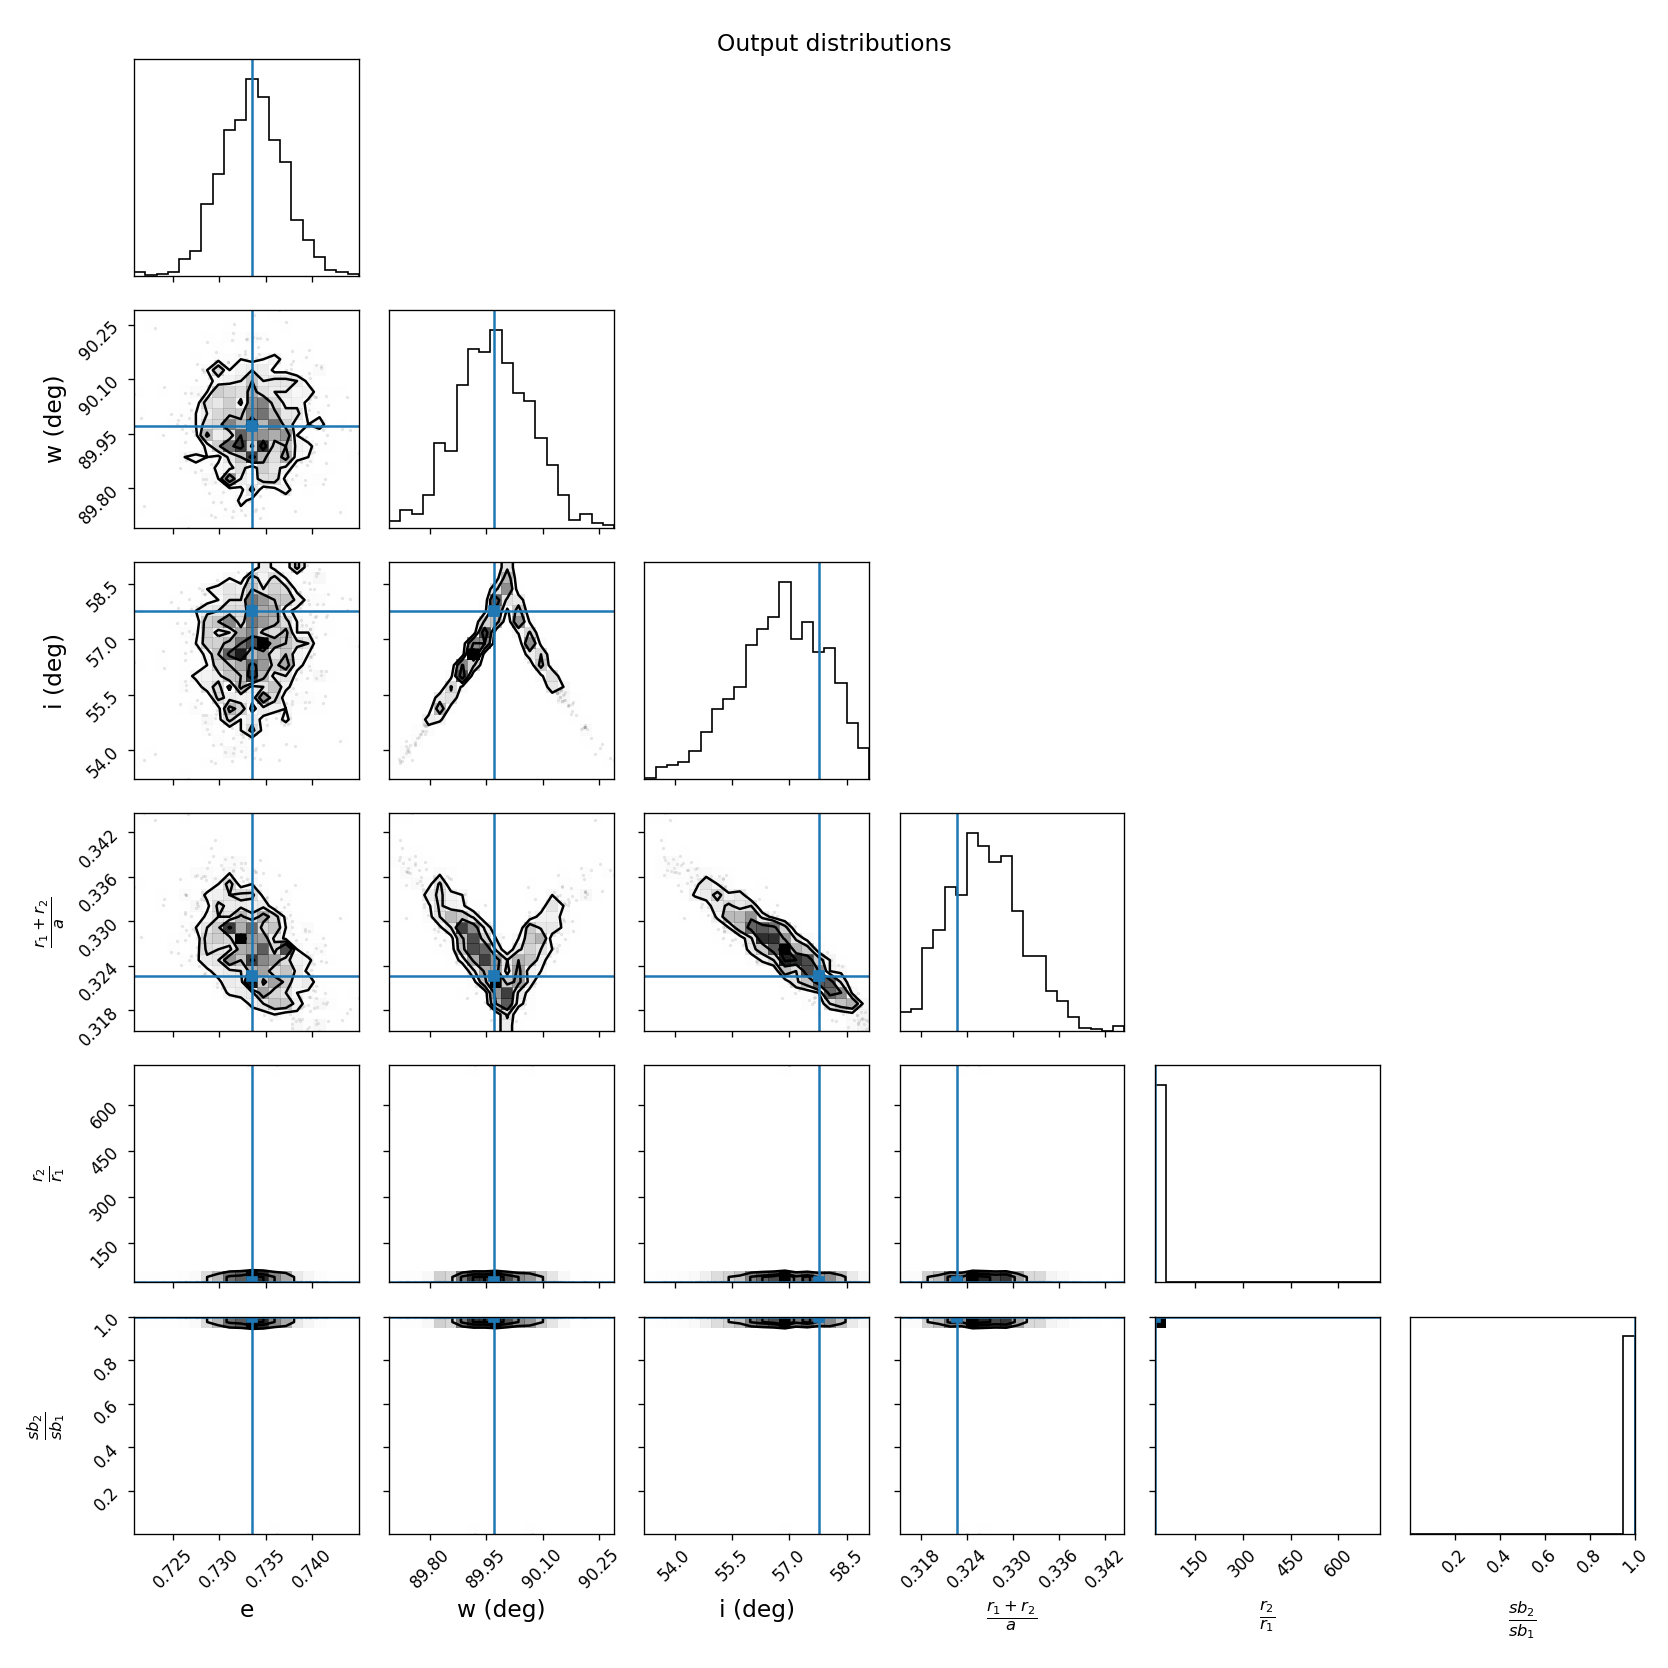 Output distributions
w (deg)
90.25
90.10
89.95
89.80
i (deg)
58.5
57.0
55.5
54.0
r₁ + r₂
a
0.342
0.336
0.330
0.324
0.318
r₂
r₁
600
450
300
150
sb₂
sb₁
1.0
0.8
0.6
0.4
0.2
0.725 0.730 0.735 0.740 89.80 89.95 90.10 90.25 54.0 55.5 57.0 58.5 0.318 0.324 0.330 0.336 0.342 150 300 450 600 0.2 0.4 0.6 0.8 1.0
e w (deg) i (deg) r₁ + r₂ r₂ sb₂
a r₁ sb₁